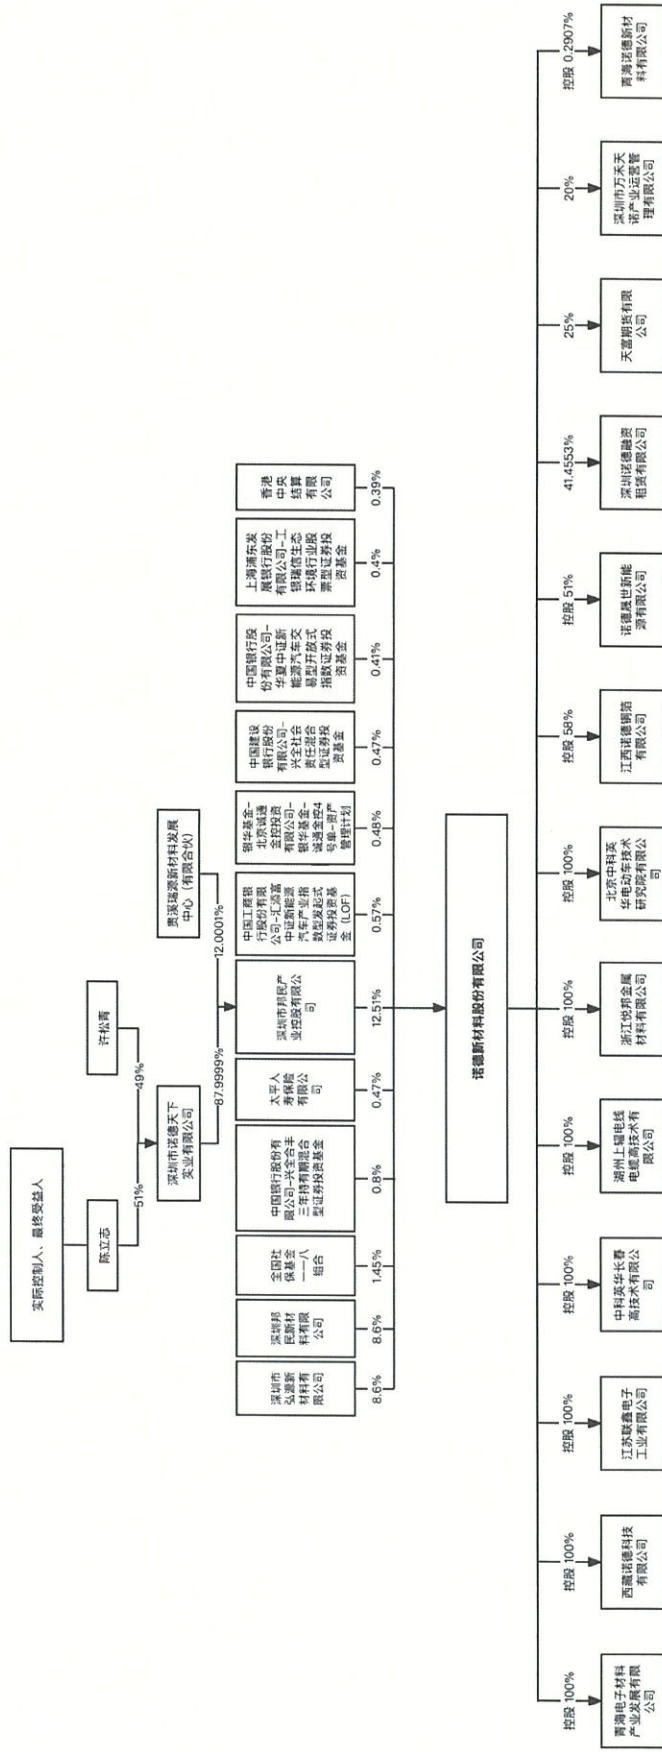 实际控制人、最终受益人
陈立志
许松青
51%
49%
深圳市诺德天下
实业有限公司
贵溪瑞源新材料发展
中心（有限合伙）
87.9999%
12.0001%
深圳市
弘源新
材料有
限公司
深圳邦
民新材
料有限
公司
全国社
保基金
一一八
组合
中国银行股份有
限公司-兴全合丰
三年持有期混合
型证券投资基金
太平人
寿保险
有限公
司
深圳市邦民产
业控股有限公
司
中国工商银
行股份有限
公司-汇添富
中证新能源
汽车产业指
数型发起式
证券投资基
金（LOF）
银华基金-
北京诚通
金控投资
有限公司-
银华基金-
诚通金控4
号单一资产
管理计划
中国建设
银行股份
有限公司-
兴全社会
责任混合
型证券投
资基金
中国银行股
份有限公司-
华夏中证新
能源汽车交
易型开放式
指数证券投
资基金
上海浦东发
展银行股份
有限公司-工
银瑞信生态
环境行业股
票型证券投
资基金
香港
中央
结算
有限
公司
8.6%
8.6%
1.45%
0.8%
0.47%
12.51%
0.57%
0.48%
0.47%
0.41%
0.4%
0.39%
诺德新材料股份有限公司
控股 100%
控股 100%
控股 100%
控股 100%
控股 100%
控股 100%
控股 100%
控股 58%
控股 51%
41.4553%
25%
20%
控股 0.2907%
青海电子材料
产业发展有限
公司
西藏诺德科技
有限公司
江苏联鑫电子
工业有限公司
中科英华长春
高技术有限公
司
湖州上辐电线
电缆高技术有
限公司
浙江悦邦金属
材料有限公司
北京中科英
华电动车技术
研究院有限公
司
江西诺德铜箔
有限公司
诺德晟世新能
源有限公司
深圳诺德融资
租赁有限公司
天富期货有限
公司
深圳市万禾天
诺产业运营管
理有限公司
青海诺德新材
料有限公司